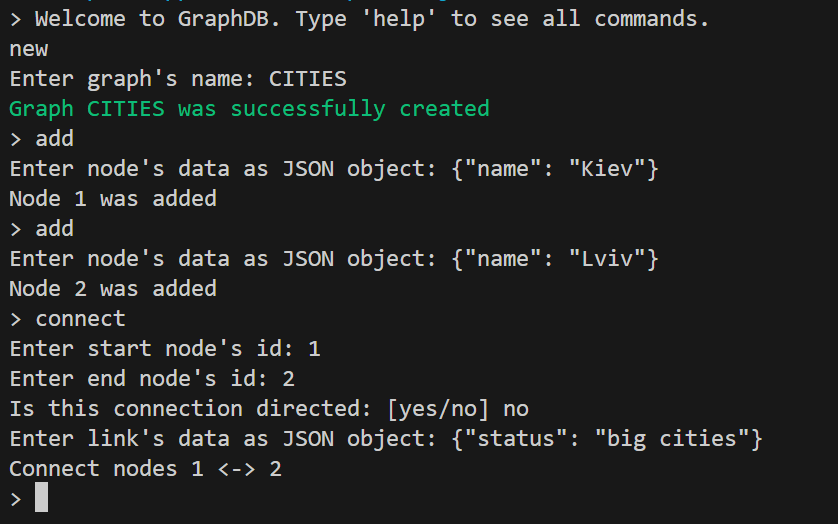 > Welcome to GraphDB. Type 'help' to see all commands.
new
Enter graph's name: CITIES
Graph CITIES was successfully created
> add
Enter node's data as JSON object: {"name": "Kiev"}
Node 1 was added
> add
Enter node's data as JSON object: {"name": "Lviv"}
Node 2 was added
> connect
Enter start node's id: 1
Enter end node's id: 2
Is this connection directed: [yes/no] no
Enter link's data as JSON object: {"status": "big cities"}
Connect nodes 1 <-> 2
>